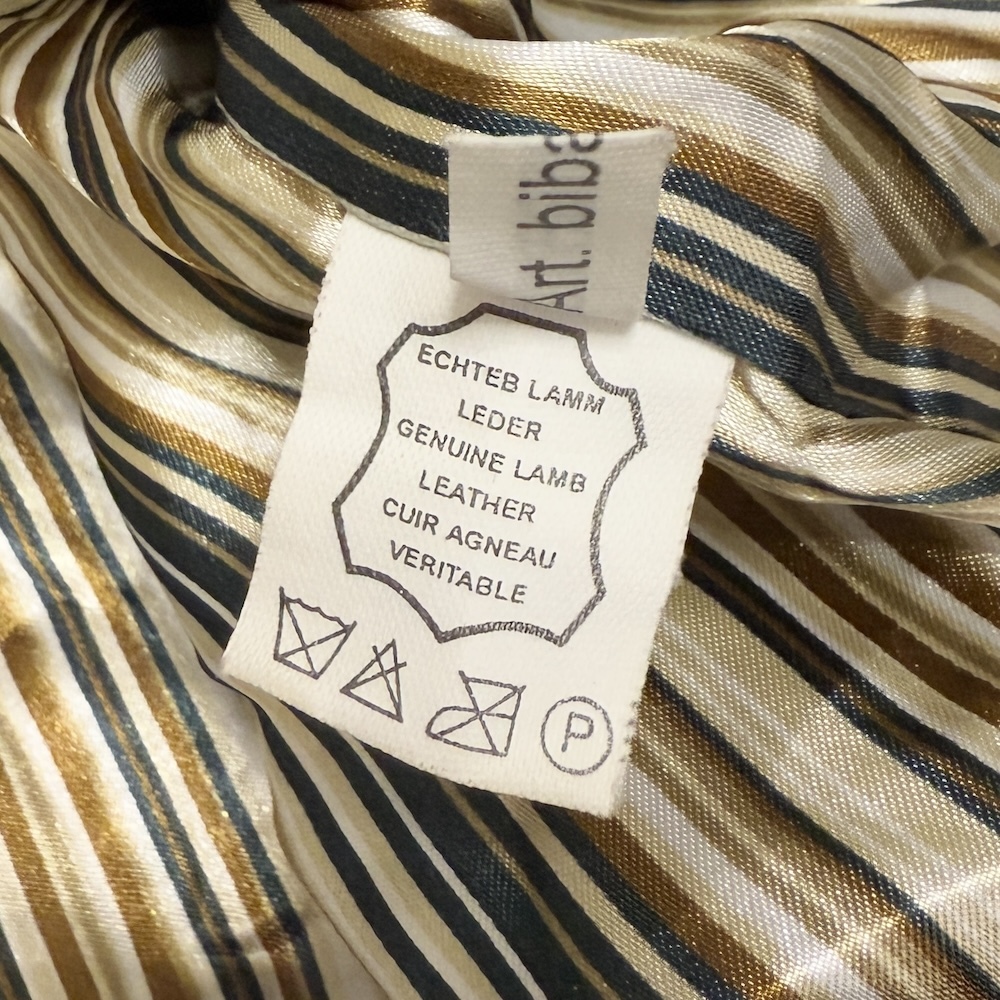 Art. biba
ECHTEB LAMM
LEDER
GENUINE LAMB
LEATHER
CUIR AGNEAU
VERITABLE
P